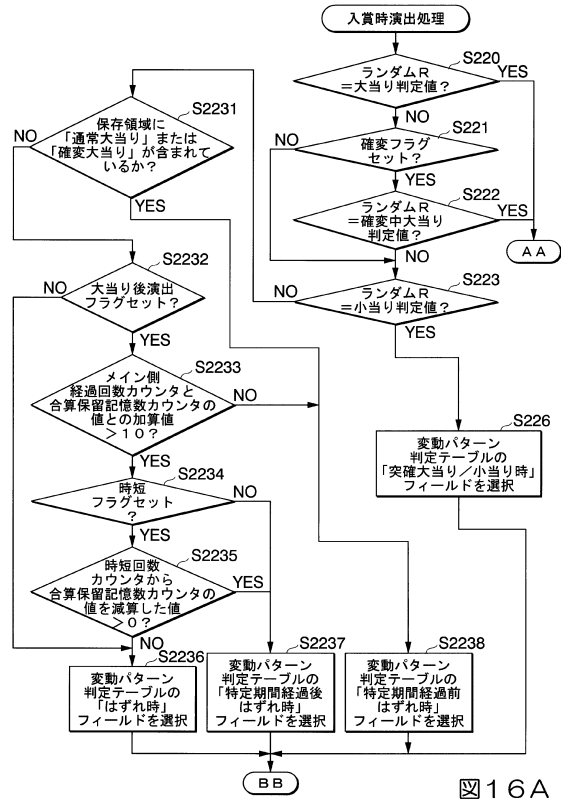 入賞時演出処理
S220
ランダムR
=大当り判定値?
YES
NO
S221
確変フラグ
セット?
NO
YES
S222
ランダムR
=確変中大当り
判定値?
YES
NO
AA
S223
ランダムR
=小当り判定値?
NO
YES
S226
変動パターン
判定テーブルの
「突確大当り/小当り時」
フィールドを選択
S2231
保存領域に
「通常大当り」または
「確変大当り」が含まれて
いるか?
NO
YES
S2232
大当り後演出
フラグセット?
NO
YES
S2233
メイン側
経過回数カウンタと
合算保留記憶数カウンタの
値との加算値
>10?
NO
YES
S2234
時短
フラグセット
?
NO
YES
S2235
時短回数
カウンタから
合算保留記憶数カウンタの
値を減算した値
>0?
YES
NO
S2236
変動パターン
判定テーブルの
「はずれ時」
フィールドを選択
S2237
変動パターン
判定テーブルの
「特定期間経過後
はずれ時」
フィールドを選択
S2238
変動パターン
判定テーブルの
「特定期間経過前
はずれ時」
フィールドを選択
BB
図16A